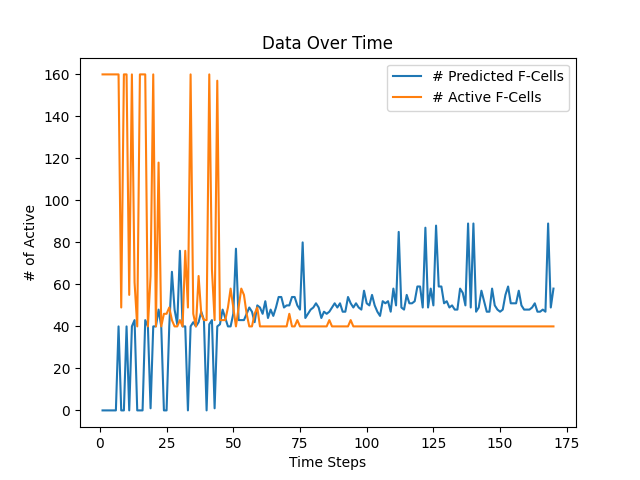 Data Over Time
# Predicted F-Cells
# Active F-Cells
# of Active
160
140
120
100
80
60
40
20
0
0 25 50 75 100 125 150 175
Time Steps